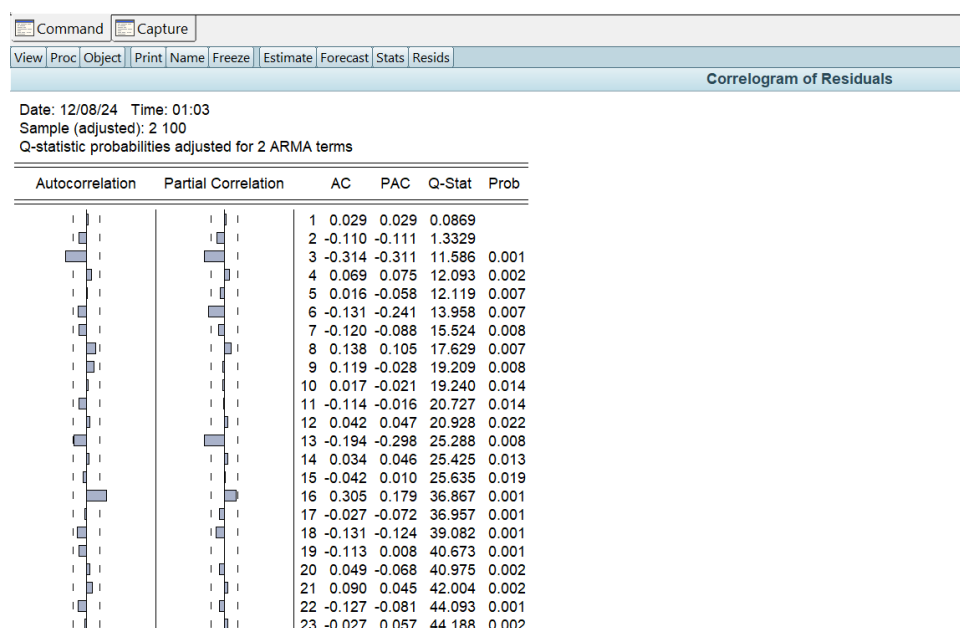 Command Capture
View Proc Object Print Name Freeze Estimate Forecast Stats Resids
Correlogram of Residuals
Date: 12/08/24 Time: 01:03
Sample (adjusted): 2 100
Q-statistic probabilities adjusted for 2 ARMA terms
Autocorrelation Partial Correlation AC PAC Q-Stat Prob
1 0.029 0.029 0.0869
2 -0.110 -0.111 1.3329
3 -0.314 -0.311 11.586 0.001
4 0.069 0.075 12.093 0.002
5 0.016 -0.058 12.119 0.007
6 -0.131 -0.241 13.958 0.007
7 -0.120 -0.088 15.524 0.008
8 0.138 0.105 17.629 0.007
9 0.119 -0.028 19.209 0.008
10 0.017 -0.021 19.240 0.014
11 -0.114 -0.016 20.727 0.014
12 0.042 0.047 20.928 0.022
13 -0.194 -0.298 25.288 0.008
14 0.034 0.046 25.425 0.013
15 -0.042 0.010 25.635 0.019
16 0.305 0.179 36.867 0.001
17 -0.027 -0.072 36.957 0.001
18 -0.131 -0.124 39.082 0.001
19 -0.113 0.008 40.673 0.001
20 0.049 -0.068 40.975 0.002
21 0.090 0.045 42.004 0.002
22 -0.127 -0.081 44.093 0.001
23 -0.027 0.057 44.188 0.002